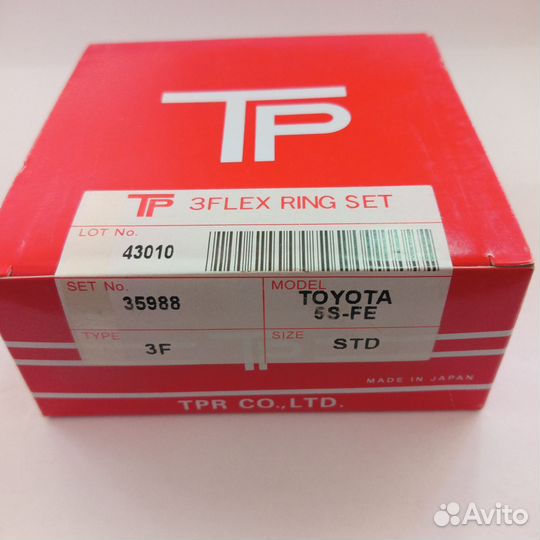 TP
TP 3FLEX RING SET
LOT No.
43010
SET No.
35988
MODEL
TOYOTA
5S-FE
TYPE
3F
SIZE
STD
MADE IN JAPAN
TPR CO.,LTD.
Avito